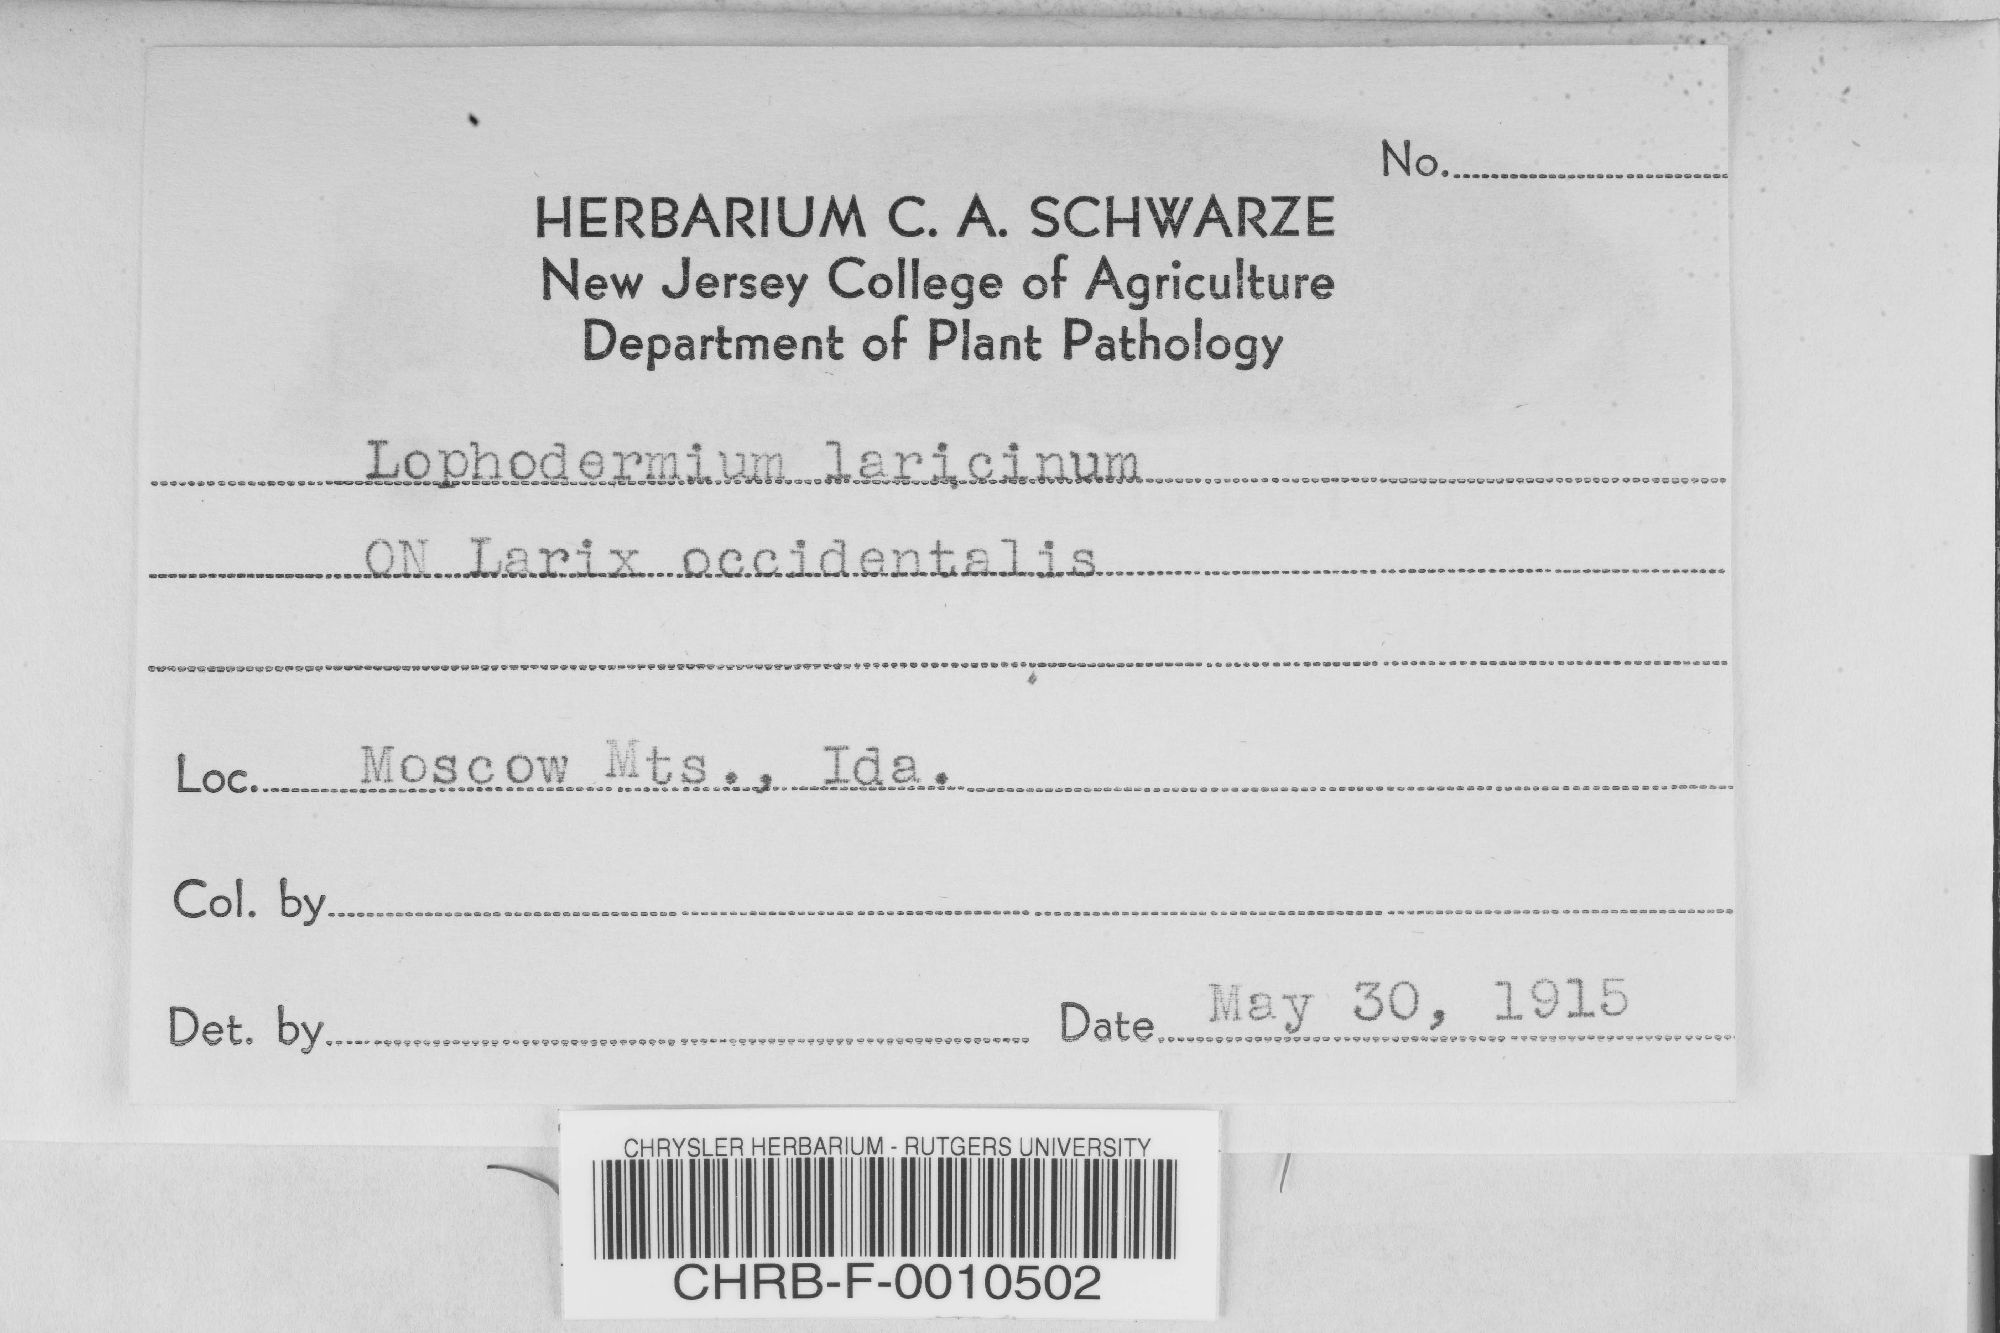 No.
HERBARIUM C. A. SCHWARZE
New Jersey College of Agriculture
Department of Plant Pathology
Lophodermium laricinum
ON Larix occidentalis
Loc. Moscow Mts., Ida.
Col. by
Det. by Date May 30, 1915
CHRYSLER HERBARIUM - RUTGERS UNIVERSITY
CHRB-F-0010502